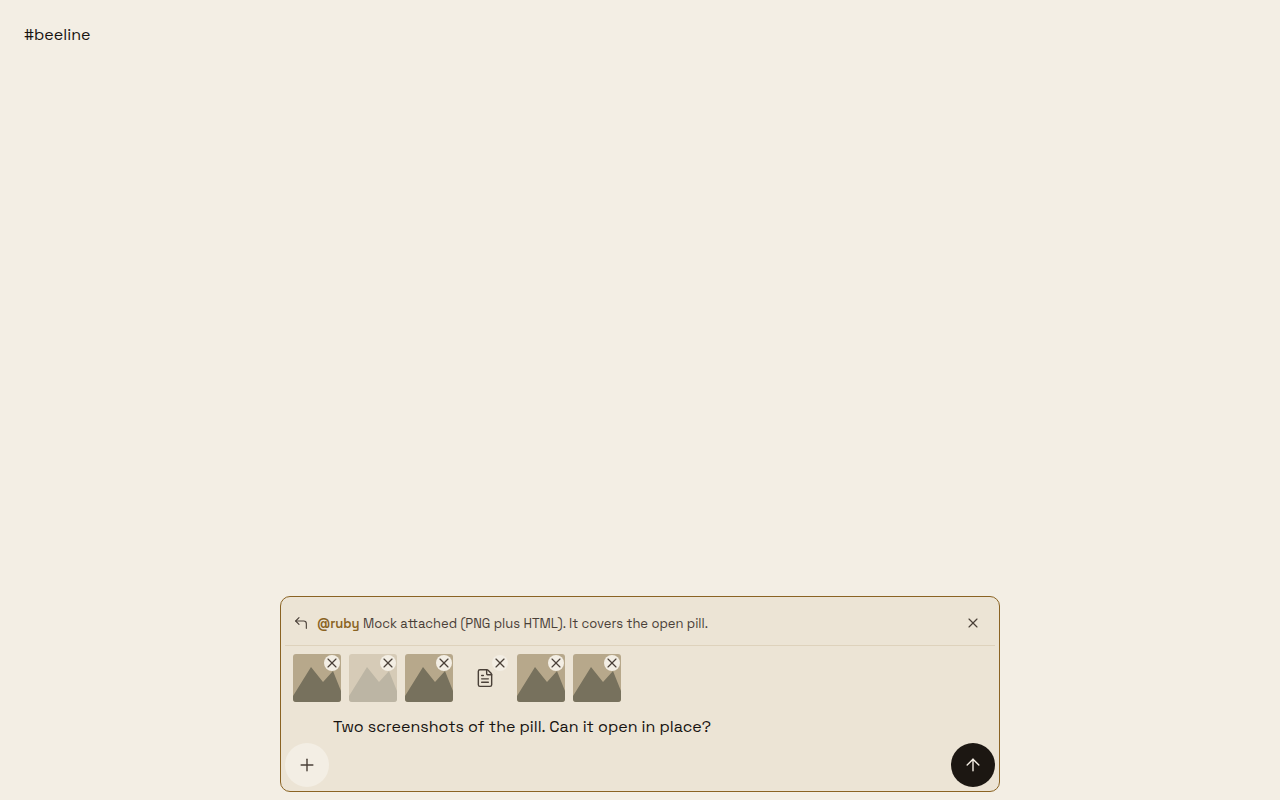 #beeline
@ruby Mock attached (PNG plus HTML). It covers the open pill.
Two screenshots of the pill. Can it open in place?